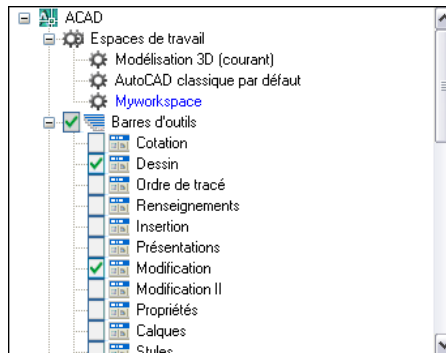 ACAD
Espaces de travail
Modélisation 3D (courant)
AutoCAD classique par défaut
Myworkspace
Barres d'outils
Cotation
Dessin
Ordre de tracé
Renseignements
Insertion
Présentations
Modification
Modification II
Propriétés
Calques
Styles